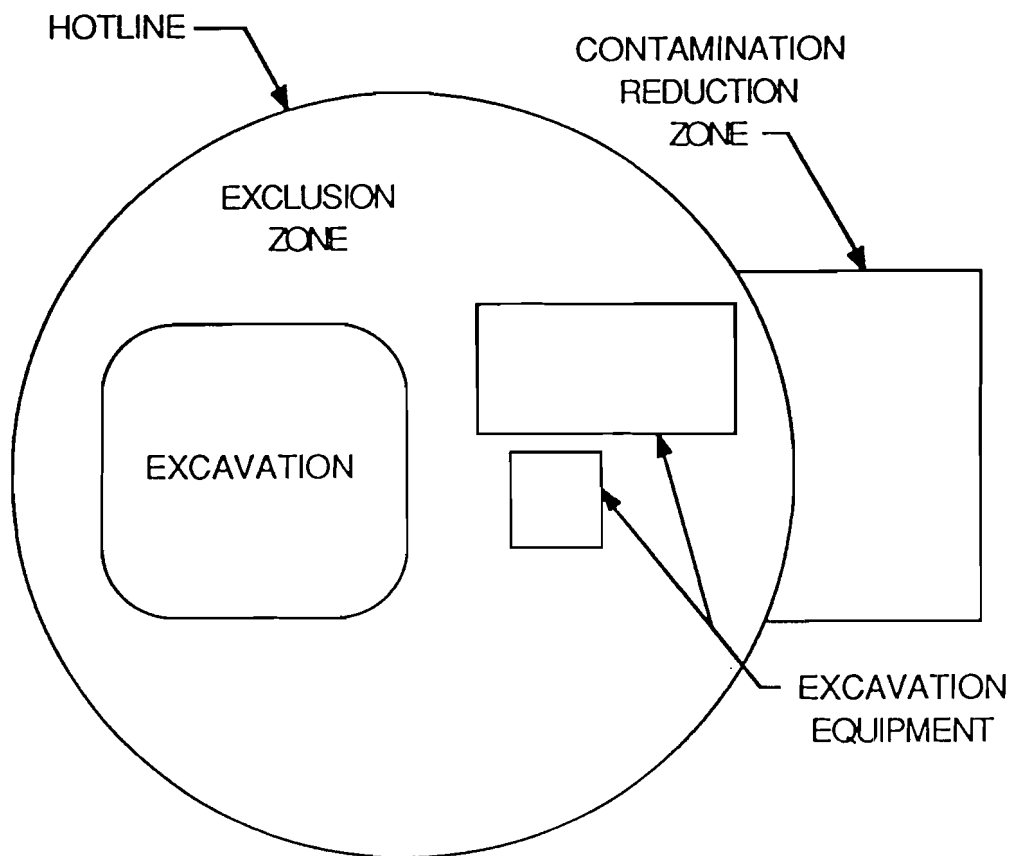 HOTLINE
CONTAMINATION
REDUCTION
ZONE
EXCLUSION
ZONE
EXCAVATION
EXCAVATION
EQUIPMENT